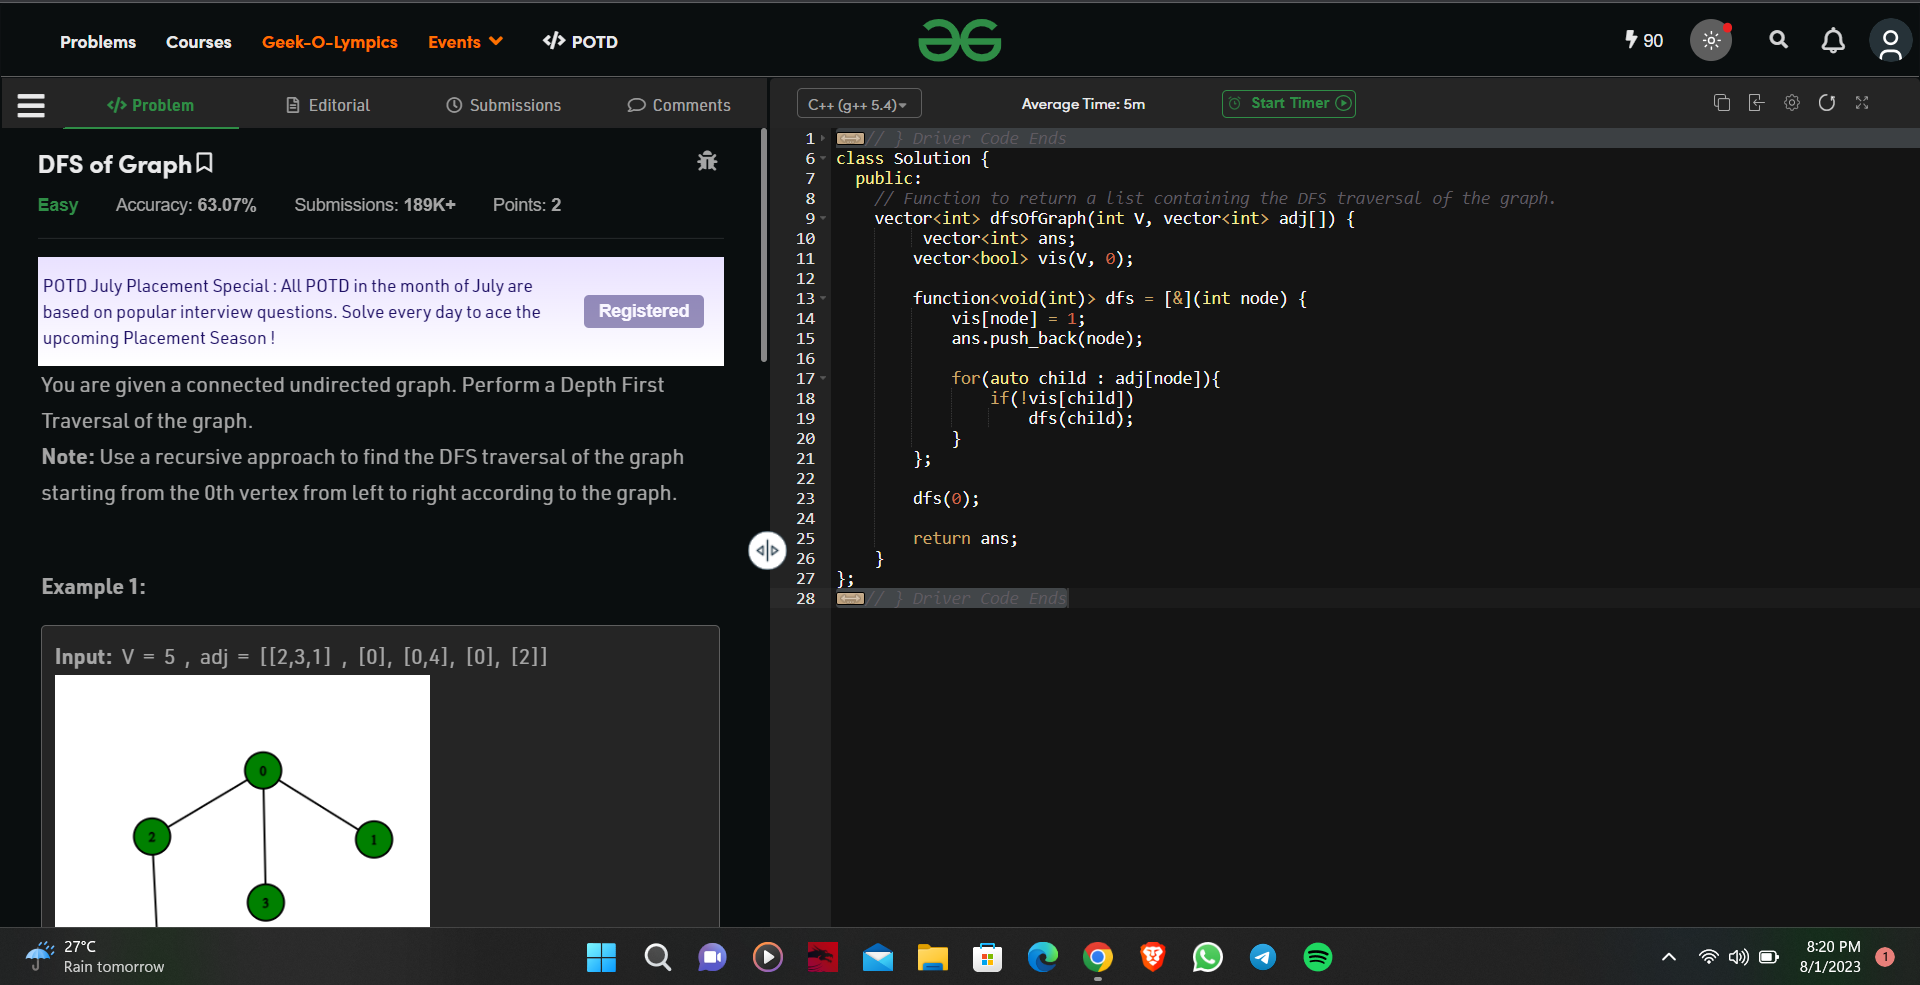 Problems Courses Geek-O-Lympics Events </> POTD
90
</> Problem Editorial Submissions Comments
C++ (g++ 5.4) Average Time: 5m Start Timer
DFS of Graph
Easy Accuracy: 63.07% Submissions: 189K+ Points: 2
POTD July Placement Special : All POTD in the month of July are
based on popular interview questions. Solve every day to ace the
upcoming Placement Season !
Registered
You are given a connected undirected graph. Perform a Depth First
Traversal of the graph.
Note: Use a recursive approach to find the DFS traversal of the graph
starting from the 0th vertex from left to right according to the graph.
Example 1:
Input: V = 5 , adj = [[2,3,1] , [0], [0,4], [0], [2]]
0
2
1
3
1 // } Driver Code Ends
6 class Solution {
7 public:
8 // Function to return a list containing the DFS traversal of the graph.
9 vector<int> dfsOfGraph(int V, vector<int> adj[]) {
10 vector<int> ans;
11 vector<bool> vis(V, 0);
12
13 function<void(int)> dfs = [&](int node) {
14 vis[node] = 1;
15 ans.push_back(node);
16
17 for(auto child : adj[node]){
18 if(!vis[child])
19 dfs(child);
20 }
21 };
22
23 dfs(0);
24
25 return ans;
26 }
27 };
28 // } Driver Code Ends
27°C
Rain tomorrow
8:20 PM
8/1/2023
1